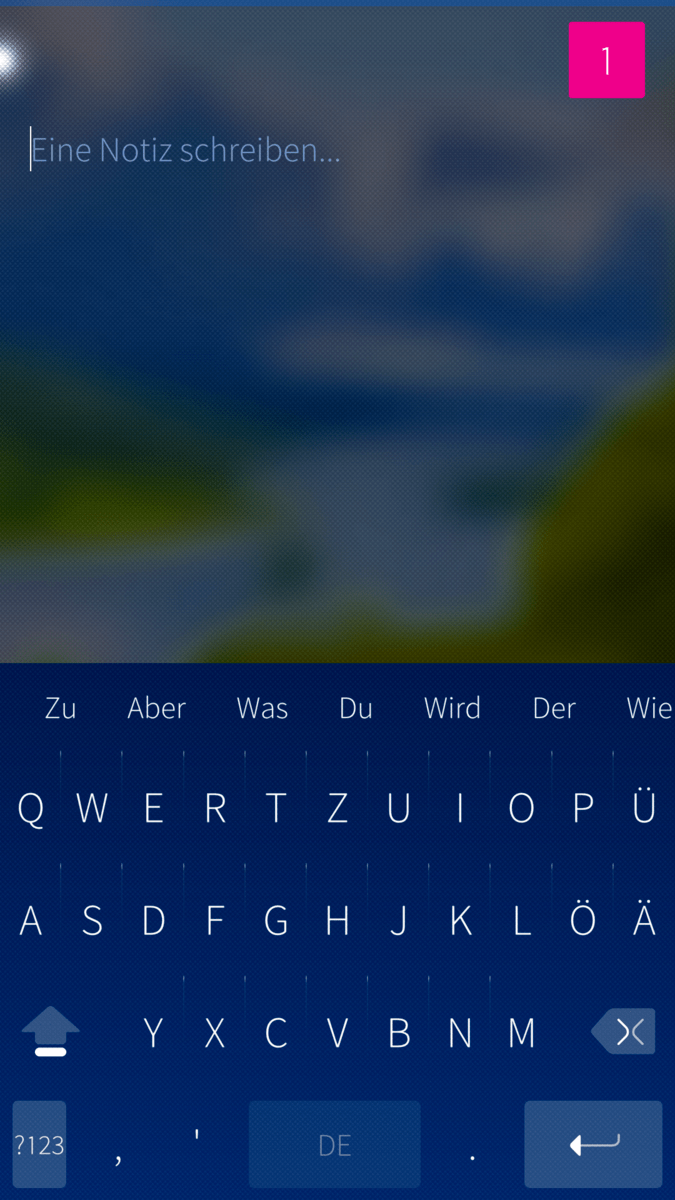 1
Eine Notiz schreiben...
Zu Aber Was Du Wird Der Wie
Q W E R T Z U I O P Ü
A S D F G H J K L Ö Ä
Y X C V B N M
?123 , ' DE .